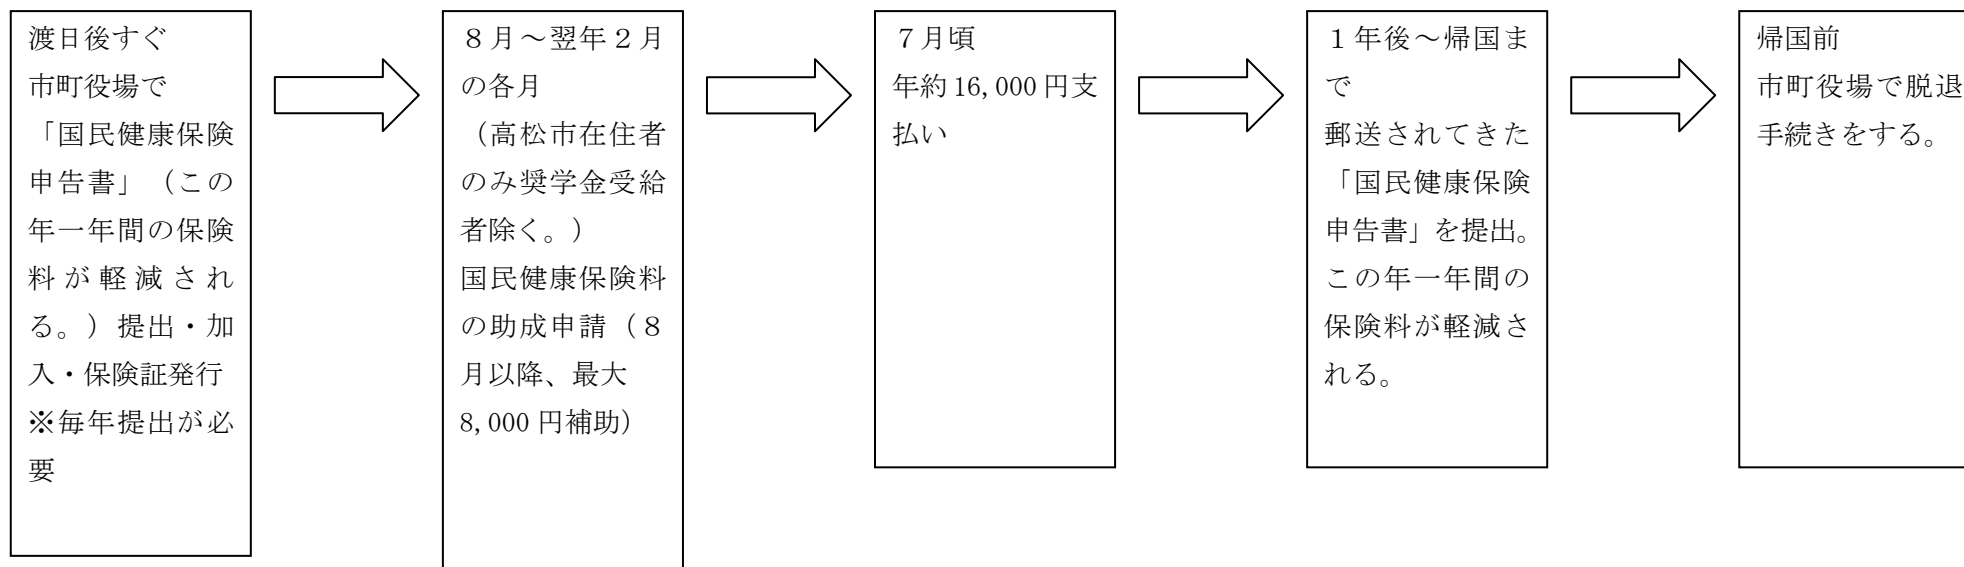 渡日後すぐ
市町役場で
「国民健康保険
申告書」（この
年一年間の保険
料が軽減され
る。）提出・加
入・保険証発行
※毎年提出が必
要
８月～翌年２月
の各月
（高松市在住者
のみ奨学金受給
者除く。）
国民健康保険料
の助成申請（８
月以降、最大
8,000円補助）
７月頃
年約16,000円支
払い
１年後～帰国ま
で
郵送されてきた
「国民健康保険
申告書」を提出。
この年一年間の
保険料が軽減さ
れる。
帰国前
市町役場で脱退
手続きをする。